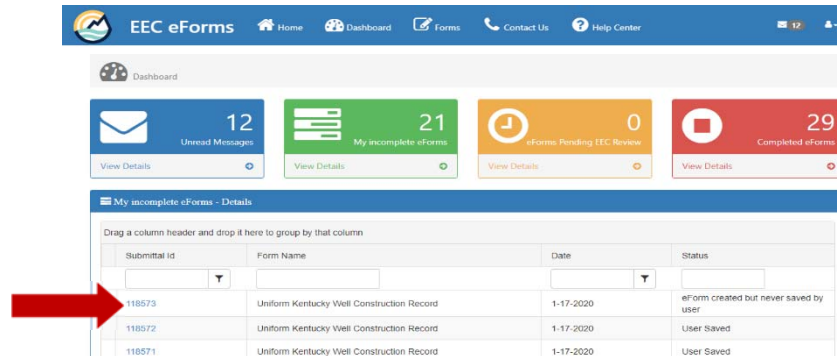 EEC eForms Home Dashboard Forms Contact Us Help Center 12
Dashboard
12
Unread Messages
View Details
21
My incomplete eForms
View Details
0
eForms Pending EEC Review
View Details
29
Completed eForms
View Details
My incomplete eForms - Details
Drag a column header and drop it here to group by that column
Submittal Id Form Name Date Status
118573 Uniform Kentucky Well Construction Record 1-17-2020 eForm created but never saved by
user
118572 Uniform Kentucky Well Construction Record 1-17-2020 User Saved
118571 Uniform Kentucky Well Construction Record 1-17-2020 User Saved